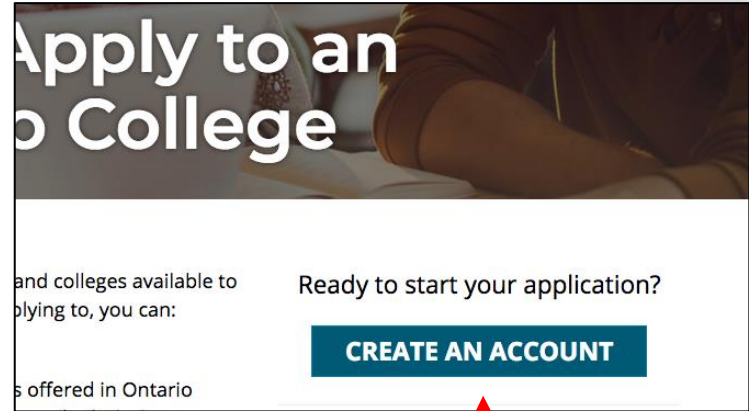 Apply to an
o College
and colleges available to
plying to, you can:
s offered in Ontario
Ready to start your application?
CREATE AN ACCOUNT